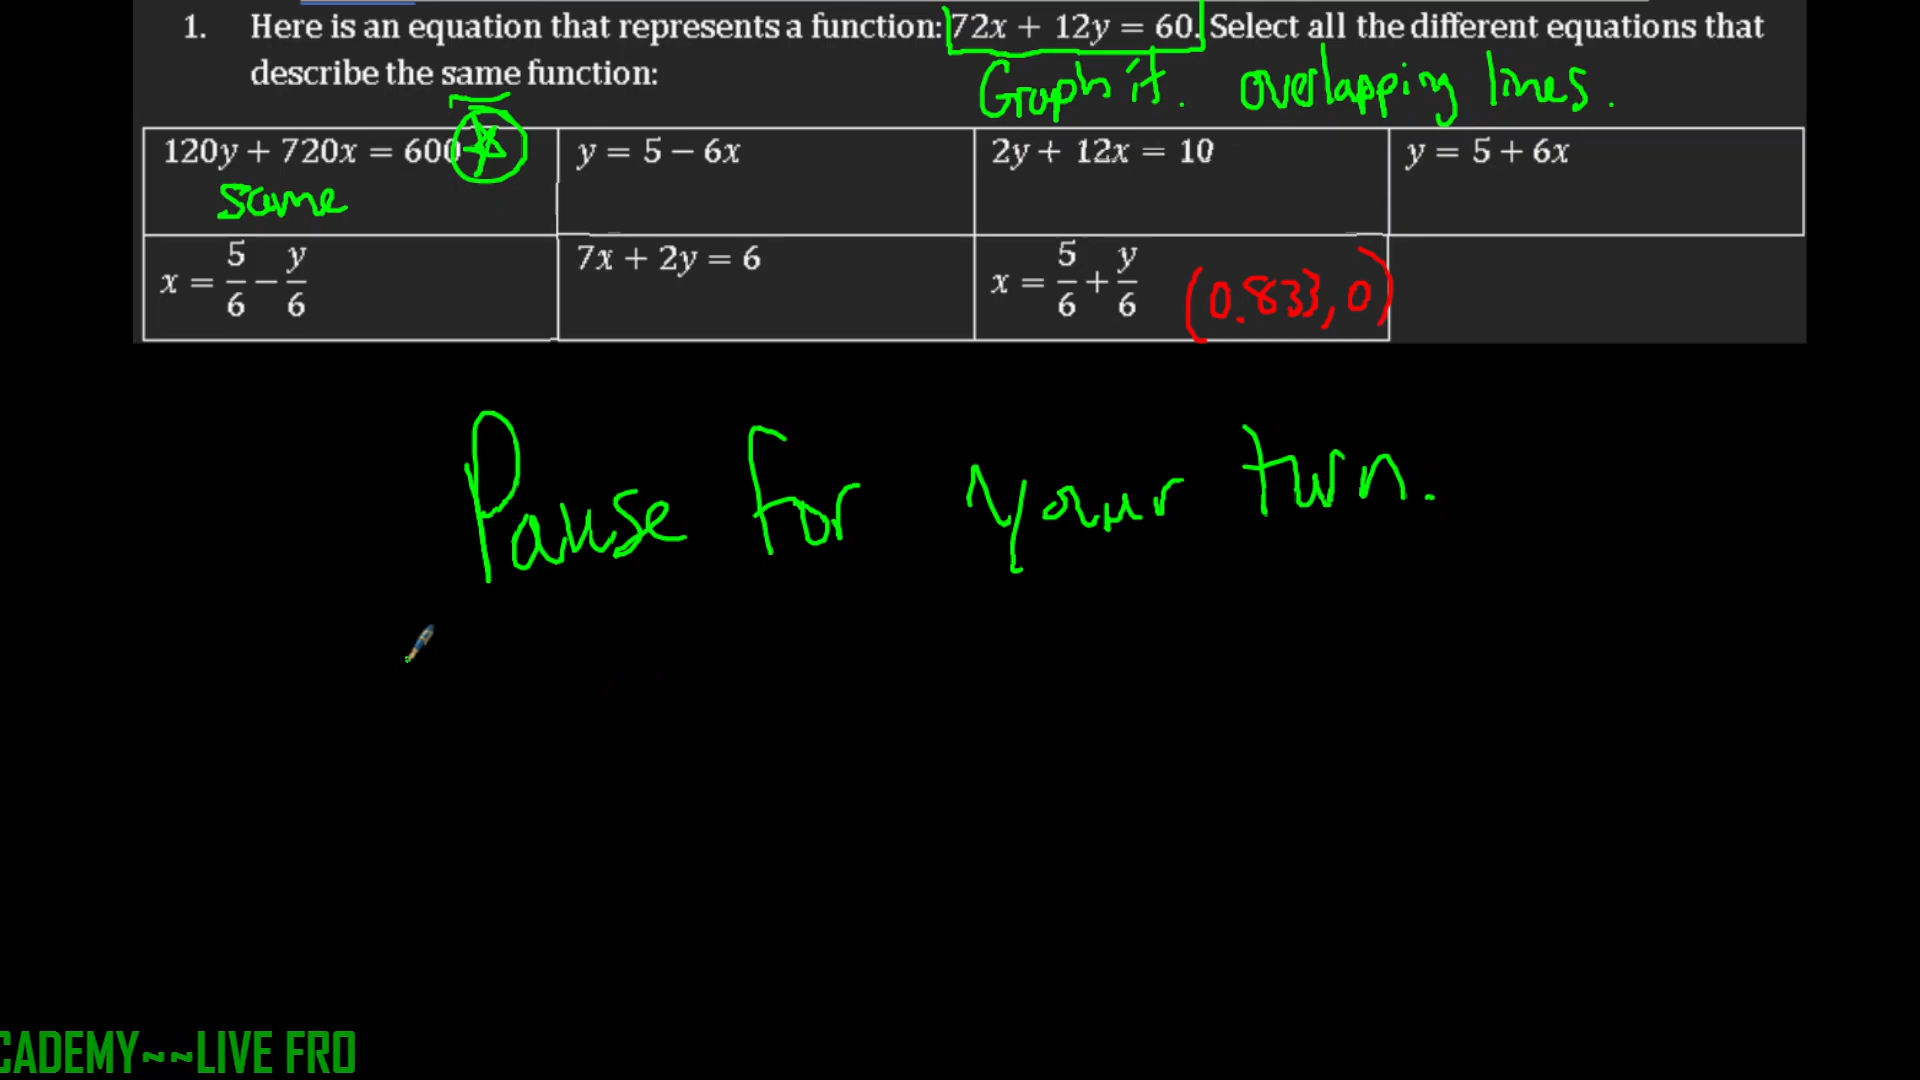 1. Here is an equation that represents a function: 72x + 12y = 60. Select all the different equations that
describe the same function:
Graph it. overlapping lines.
120y + 720x = 600
y = 5 − 6x
2y + 12x = 10
y = 5 + 6x
same
x = 5/6 − y/6
7x + 2y = 6
x = 5/6 + y/6
(0.833, 0)
Pause for your turn.
CADEMY~~LIVE FRO